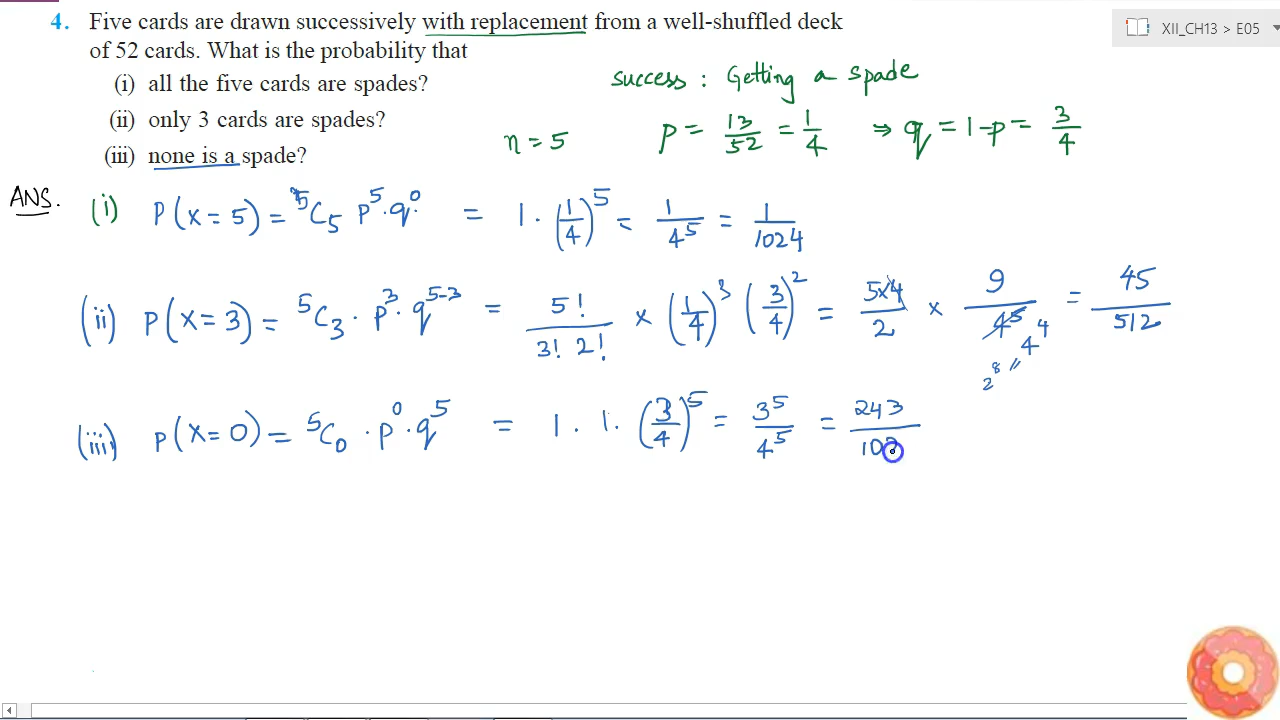 4. Five cards are drawn successively with replacement from a well-shuffled deck
of 52 cards. What is the probability that
XII_CH13 > E05
(i) all the five cards are spades?
success : Getting a spade
(ii) only 3 cards are spades?
n = 5 p = 13/52 = 1/4 ⇒ q = 1-p = 3/4
(iii) none is a spade?
ANS. (i) P(X=5) = ⁵C₅ p⁵·q⁰ = 1·(1/4)⁵ = 1/4⁵ = 1/1024
(ii) P(X=3) = ⁵C₃·p³·q⁵⁻³ = 5!/3! 2! × (1/4)³ (3/4)² = 5×4/2 × 9/4⁵ 4⁴ = 45/512
2⁸
(iii) P(X=0) = ⁵C₀·p⁰·q⁵ = 1·1·(3/4)⁵ = 3⁵/4⁵ = 243/102